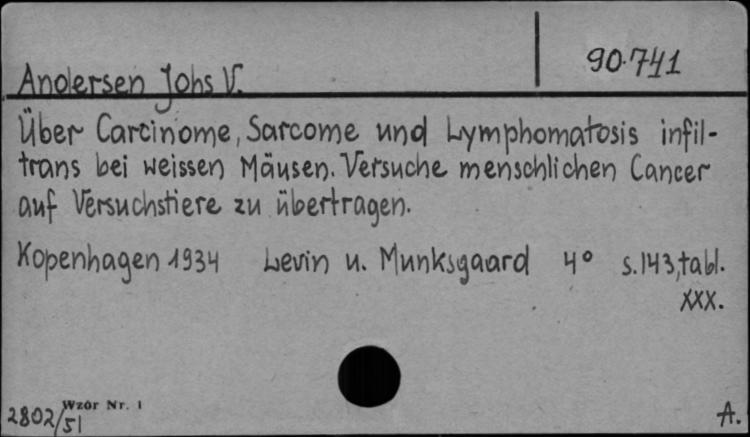 90.741
Andersen Johs V.
Über Carcinome, Sarcome und Lymphomatosis infil-
trans bei weissen Mäusen. Versuche menschlichen Cancer
auf Versuchstiere zu übertragen.
Kopenhagen 1934 Levin u. Munksgaard 4° s.143, tabl.
XXX.
Wzór Nr. 1
2802/51
A.